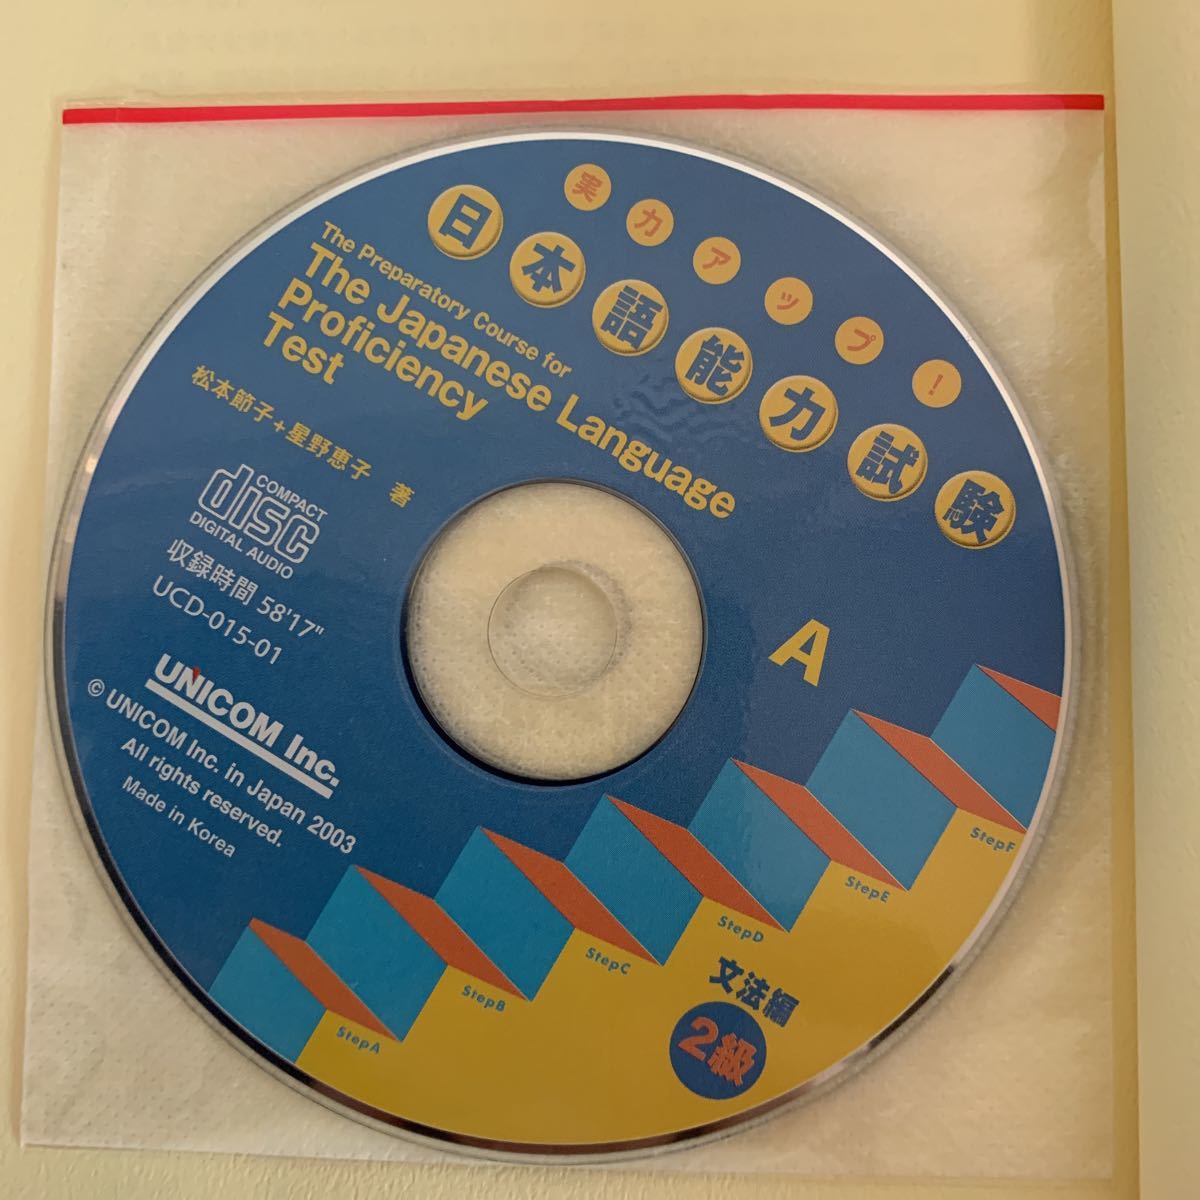 実力アップ!
日本語能力試験
The Preparatory Course for
The Japanese Language
Proficiency
Test
松本節子+星野恵子 著
COMPACT
disc
DIGITAL AUDIO
収録時間 58'17"
UCD-015-01
UNICOM Inc.
© UNICOM Inc. in Japan 2003
All rights reserved.
Made in Korea
A
StepF
StepE
StepD
StepC
StepB
StepA
文法編
2級